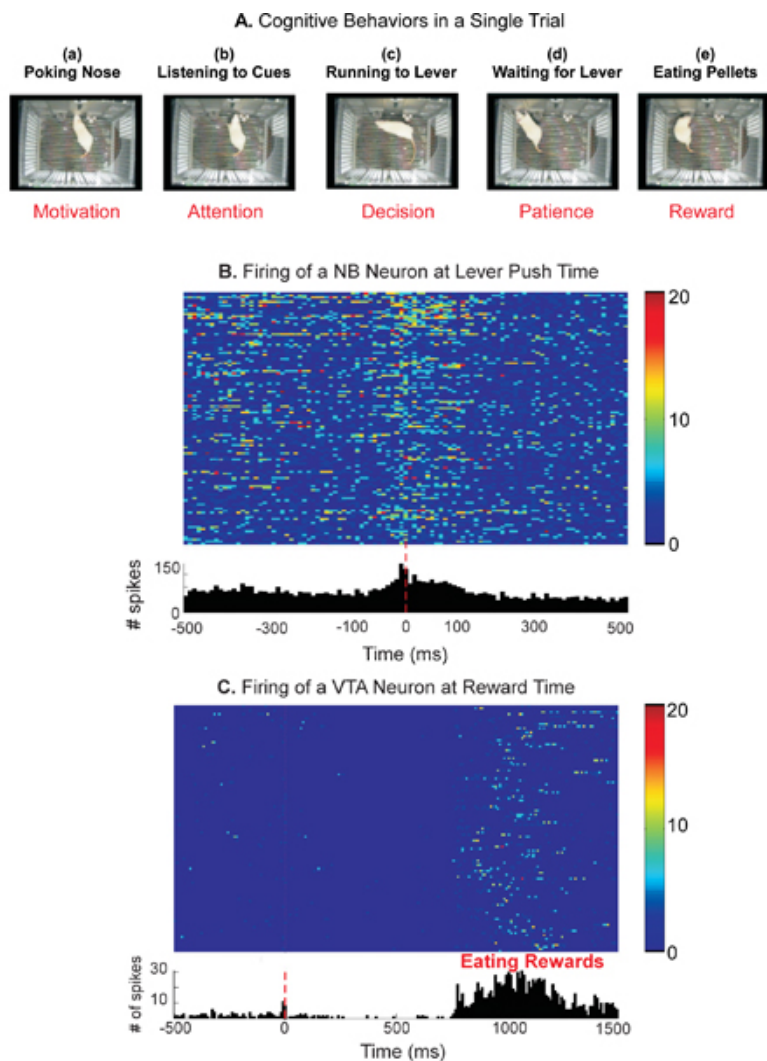 A. Cognitive Behaviors in a Single Trial
(a) (b) (c) (d) (e)
Poking Nose Listening to Cues Running to Lever Waiting for Lever Eating Pellets
Motivation Attention Decision Patience Reward
B. Firing of a NB Neuron at Lever Push Time
20
10
0
150
0
# spikes
-500 -300 -100 0 100 300 500
Time (ms)
C. Firing of a VTA Neuron at Reward Time
20
10
0
Eating Rewards
30
10
# of spikes
-500 0 500 1000 1500
Time (ms)